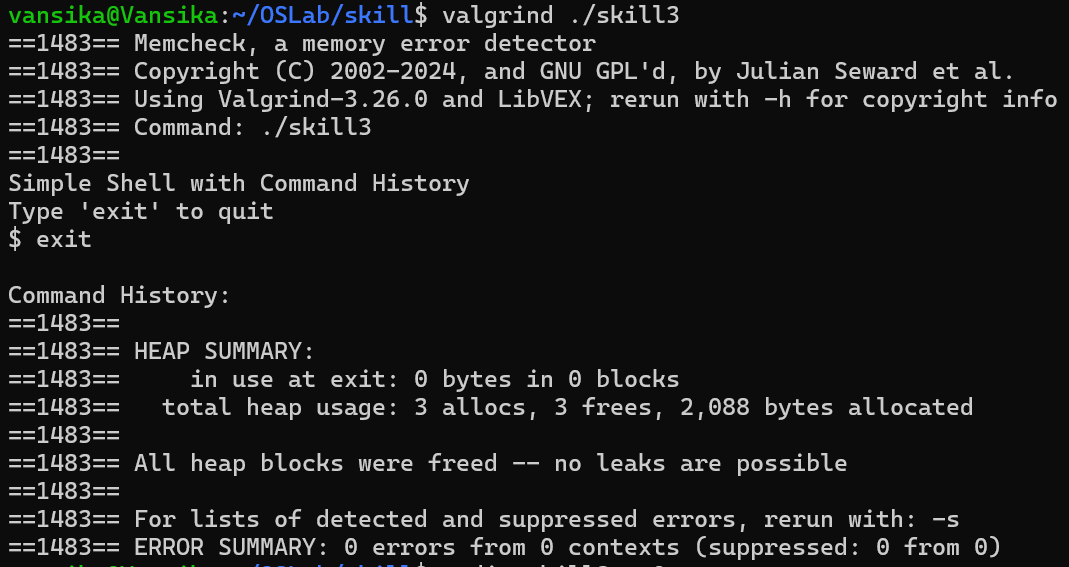 vansika@Vansika:~/OSLab/skill$ valgrind ./skill3
==1483== Memcheck, a memory error detector
==1483== Copyright (C) 2002-2024, and GNU GPL'd, by Julian Seward et al.
==1483== Using Valgrind-3.26.0 and LibVEX; rerun with -h for copyright info
==1483== Command: ./skill3
==1483==
Simple Shell with Command History
Type 'exit' to quit
$ exit
Command History:
==1483==
==1483== HEAP SUMMARY:
==1483==     in use at exit: 0 bytes in 0 blocks
==1483==   total heap usage: 3 allocs, 3 frees, 2,088 bytes allocated
==1483==
==1483== All heap blocks were freed -- no leaks are possible
==1483==
==1483== For lists of detected and suppressed errors, rerun with: -s
==1483== ERROR SUMMARY: 0 errors from 0 contexts (suppressed: 0 from 0)